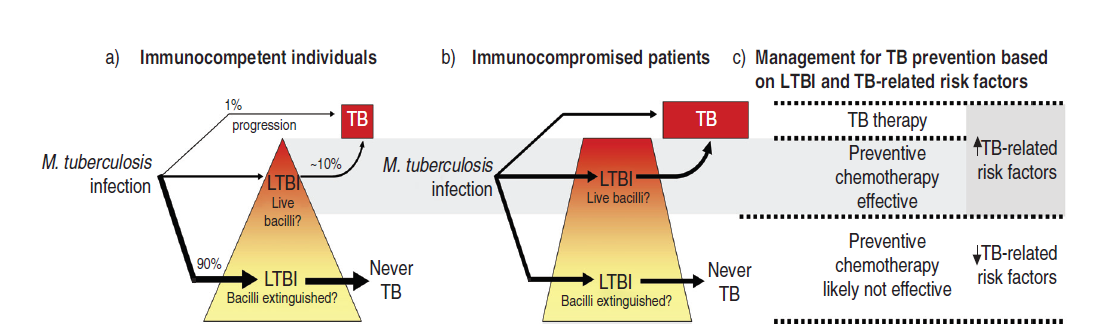 a) Immunocompetent individuals
1%
progression
TB
M. tuberculosis
infection
~10%
LTBI
Live
bacilli?
90%
LTBI
Bacilli extinguished?
Never
TB
b) Immunocompromised patients
TB
M. tuberculosis
infection
LTBI
Live bacilli?
LTBI
Bacilli extinguished?
Never
TB
c) Management for TB prevention based
on LTBI and TB-related risk factors
TB therapy
Preventive
chemotherapy
effective
↑TB-related
risk factors
Preventive
chemotherapy
likely not effective
↓TB-related
risk factors